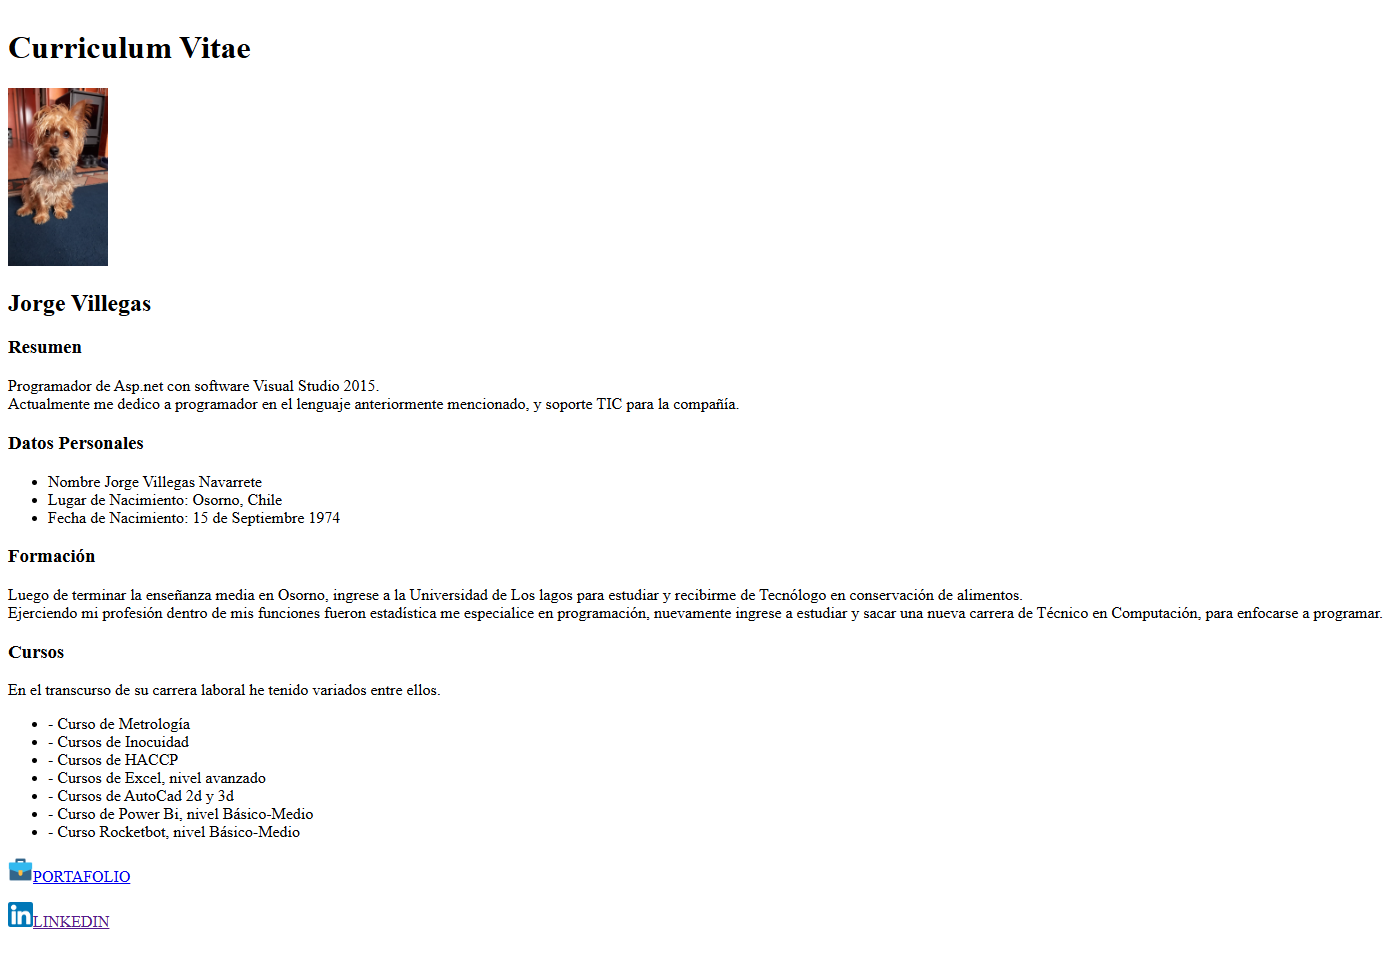 Curriculum Vitae
Jorge Villegas
Resumen
Programador de Asp.net con software Visual Studio 2015.
Actualmente me dedico a programador en el lenguaje anteriormente mencionado, y soporte TIC para la compañía.
Datos Personales
• Nombre Jorge Villegas Navarrete
• Lugar de Nacimiento: Osorno, Chile
• Fecha de Nacimiento: 15 de Septiembre 1974
Formación
Luego de terminar la enseñanza media en Osorno, ingrese a la Universidad de Los lagos para estudiar y recibirme de Tecnólogo en conservación de alimentos.
Ejerciendo mi profesión dentro de mis funciones fueron estadística me especialice en programación, nuevamente ingrese a estudiar y sacar una nueva carrera de Técnico en Computación, para enfocarse a programar.
Cursos
En el transcurso de su carrera laboral he tenido variados entre ellos.
• - Curso de Metrología
• - Cursos de Inocuidad
• - Cursos de HACCP
• - Cursos de Excel, nivel avanzado
• - Cursos de AutoCad 2d y 3d
• - Curso de Power Bi, nivel Básico-Medio
• - Curso Rocketbot, nivel Básico-Medio
PORTAFOLIO
in LINKEDIN